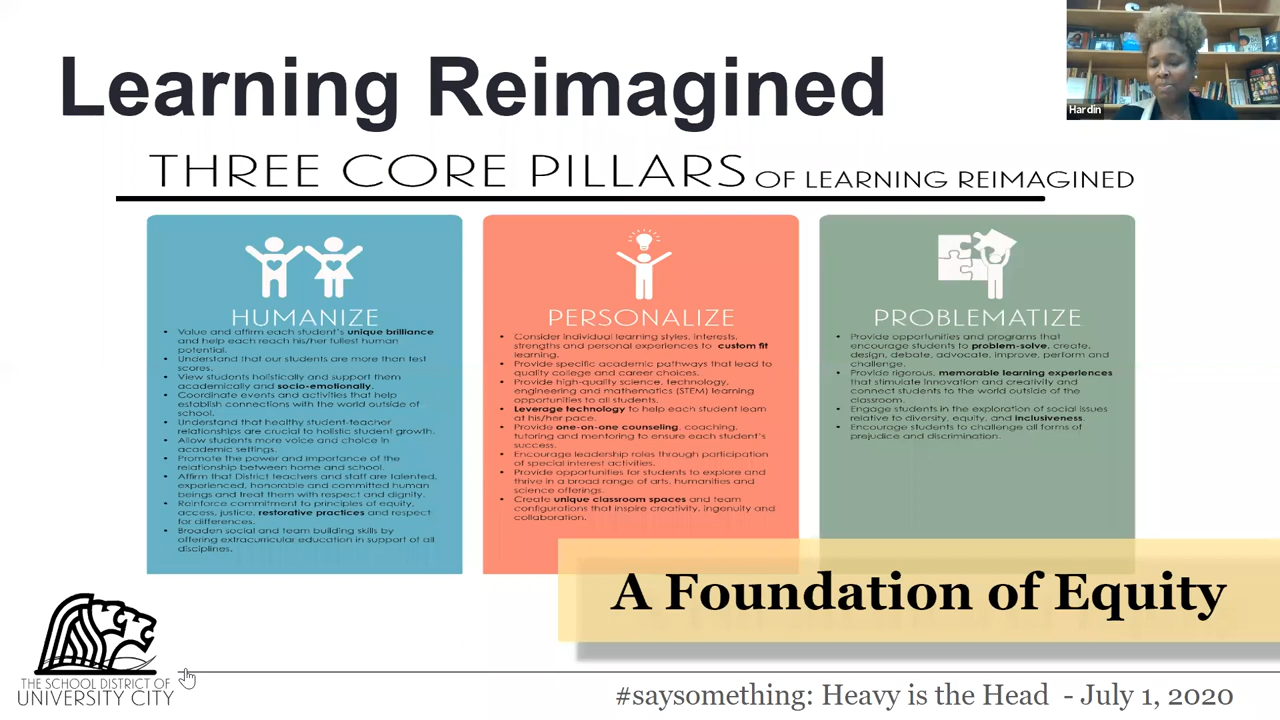 Learning Reimagined
Hardin
THREE CORE PILLARS OF LEARNING REIMAGINED
HUMANIZE
• Value and affirm each student's unique brilliance
and help each reach his/her fullest human
potential.
• Understand that our students are more than test
scores.
• View students holistically and support them
academically and socio-emotionally.
• Coordinate events and activities that help
establish connections with the world outside of
school.
• Understand that healthy student-teacher
relationships are crucial to holistic student growth.
• Allow students more voice and choice in
academic settings.
• Promote the power and importance of the
relationship between home and school.
• Affirm that District teachers and staff are talented,
experienced, honorable and committed human
beings and treat them with respect and dignity.
• Reinforce commitment to principles of equity,
access, justice, restorative practices and respect
for differences.
• Broaden social and team building skills by
offering extracurricular education in support of all
disciplines.
PERSONALIZE
• Consider individual learning styles, interests,
strengths and personal experiences to custom fit
learning.
• Provide specific academic pathways that lead to
quality college and career choices.
• Provide high-quality science, technology,
engineering and mathematics (STEM) learning
opportunities to all students.
• Leverage technology to help each student learn
at his/her pace.
• Provide one-on-one counseling, coaching,
tutoring and mentoring to ensure each student's
success.
• Encourage leadership roles through participation
of special interest activities.
• Provide opportunities for students to explore and
thrive in a broad range of arts, humanities and
science offerings.
• Create unique classroom spaces and team
configurations that inspire creativity, ingenuity and
collaboration.
PROBLEMATIZE
• Provide opportunities and programs that
encourage students to problem-solve, create,
design, debate, advocate, improve, perform and
challenge.
• Provide rigorous, memorable learning experiences
that stimulate innovation and creativity and
connect students to the world outside of the
classroom.
• Engage students in the exploration of social issues
relative to diversity, equity, and inclusiveness.
• Encourage students to challenge all forms of
prejudice and discrimination.
A Foundation of Equity
THE SCHOOL DISTRICT OF
UNIVERSITY CITY
#saysomething: Heavy is the Head - July 1, 2020